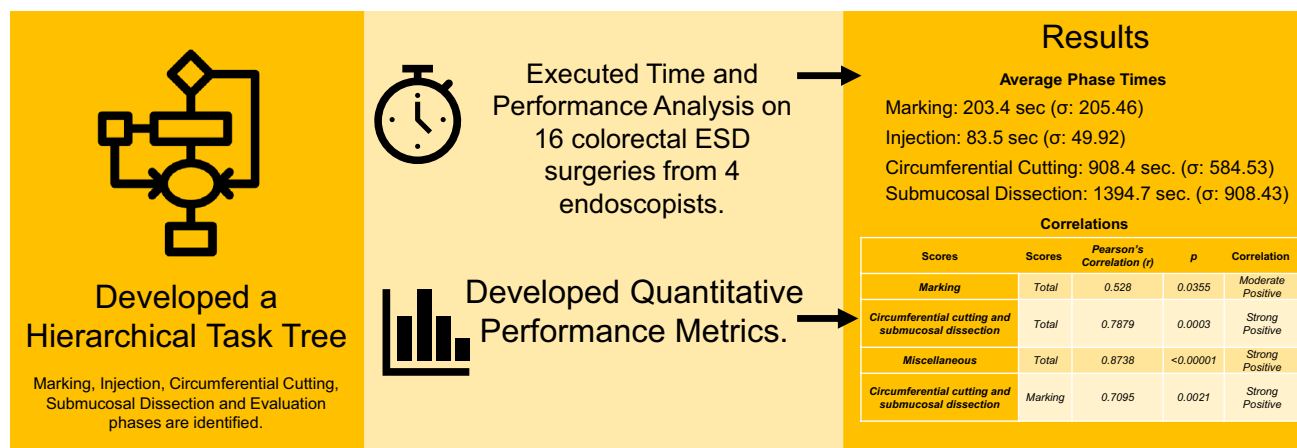 Developed a
Hierarchical Task Tree
Marking, Injection, Circumferential Cutting,
Submucosal Dissection and Evaluation
phases are identified.
Executed Time and
Performance Analysis on
16 colorectal ESD
surgeries from 4
endoscopists.
Developed Quantitative
Performance Metrics.
Results
Average Phase Times
Marking: 203.4 sec (σ: 205.46)
Injection: 83.5 sec (σ: 49.92)
Circumferential Cutting: 908.4 sec. (σ: 584.53)
Submucosal Dissection: 1394.7 sec. (σ: 908.43)
Correlations
Scores Scores Pearson's Correlation (r) p Correlation
Marking Total 0.528 0.0355 Moderate Positive
Circumferential cutting and submucosal dissection Total 0.7879 0.0003 Strong Positive
Miscellaneous Total 0.8738 <0.00001 Strong Positive
Circumferential cutting and submucosal dissection Marking 0.7095 0.0021 Strong Positive